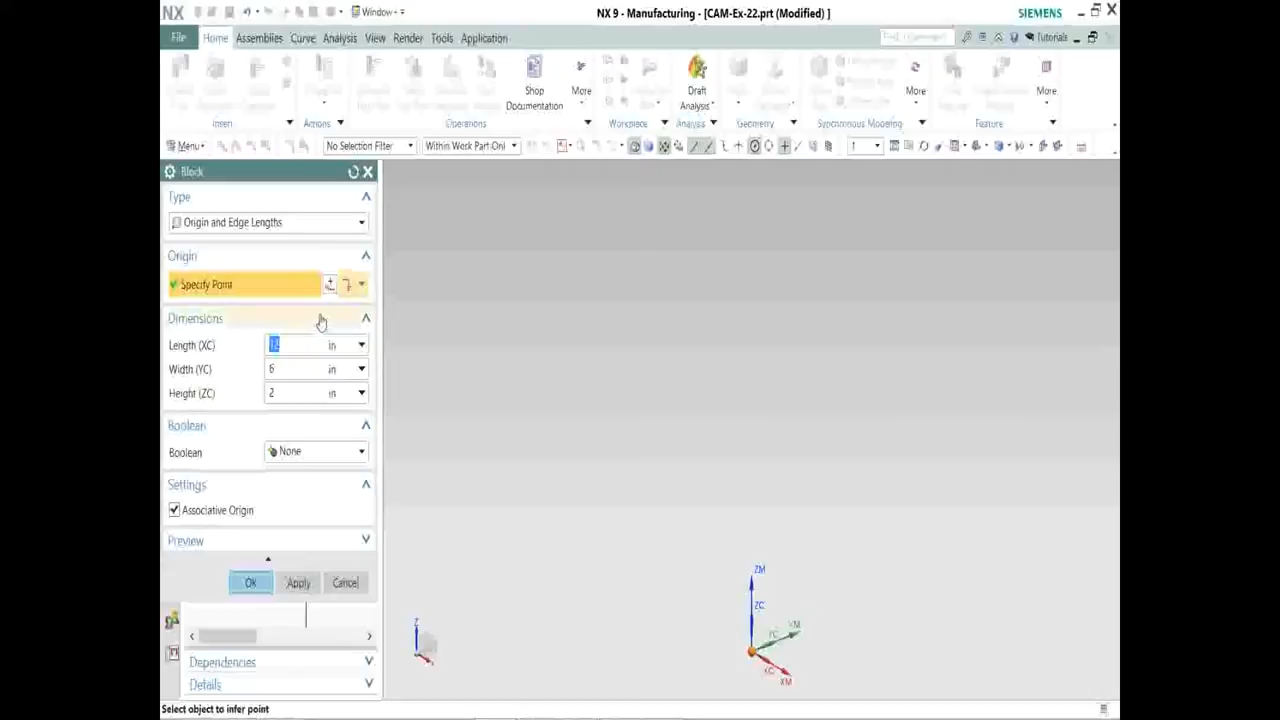 NX
Window
NX 9 - Manufacturing - [CAM-Ex-22.prt (Modified) ]
SIEMENS
File
Home
Assemblies
Curve
Analysis
View
Render
Tools
Application
Tutorials
Shop Documentation
More
Draft Analysis
More
More
Insert
Actions
Operations
Workpiece
Analysis
Geometry
Synchronous Modeling
Feature
Menu
No Selection Filter
Within Work Part Onl
1
Block
Type
Origin and Edge Lengths
Origin
Specify Point
Dimensions
Length (XC)
in
Width (YC)
6
in
Height (ZC)
2
in
Boolean
Boolean
None
Settings
Associative Origin
Preview
OK
Apply
Cancel
Dependencies
Details
Z
ZM
ZC
YC
XC
XM
Select object to infer point